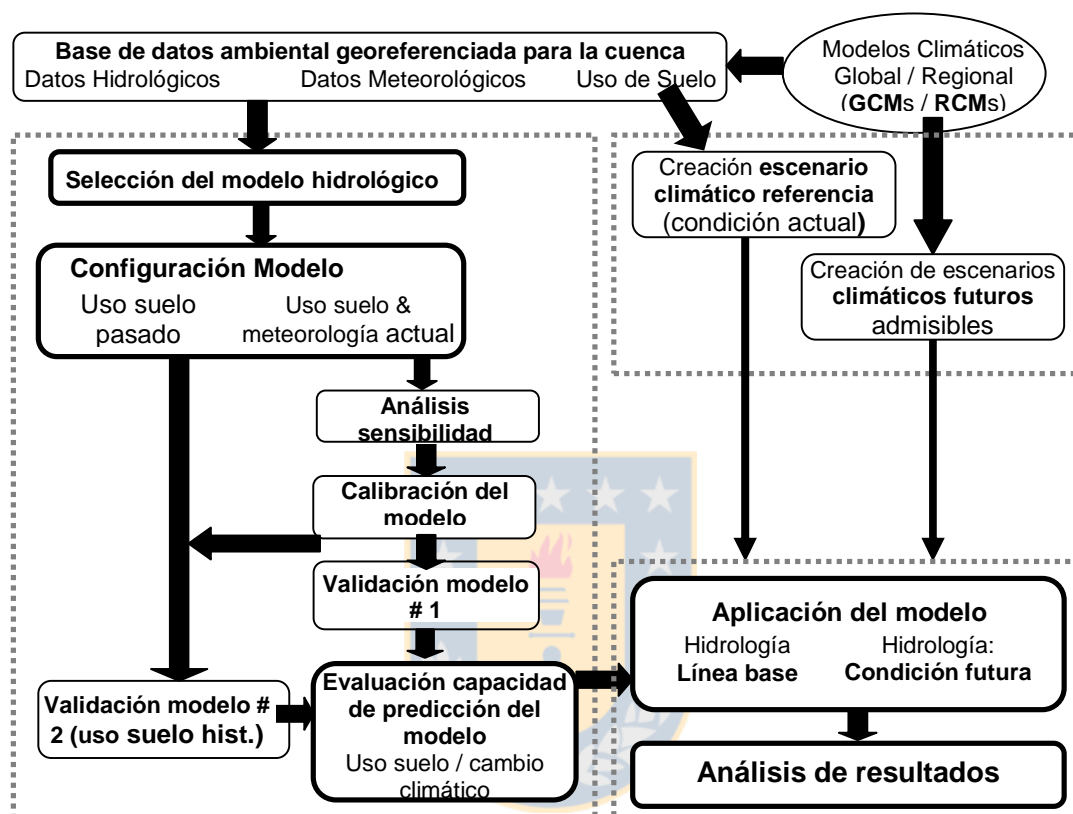 Base de datos ambiental georeferenciada para la cuenca
Datos Hidrológicos Datos Meteorológicos Uso de Suelo
Modelos Climáticos
Global / Regional
(GCMs / RCMs)
Selección del modelo hidrológico
Configuración Modelo
Uso suelo
pasado
Uso suelo &
meteorología actual
Análisis
sensibilidad
Calibración del
modelo
Validación modelo
# 1
Validación modelo #
2 (uso suelo hist.)
Evaluación capacidad
de predicción del
modelo
Uso suelo / cambio
climático
Creación escenario
climático referencia
(condición actual)
Creación de escenarios
climáticos futuros
admisibles
Aplicación del modelo
Hidrología
Línea base
Hidrología:
Condición futura
Análisis de resultados